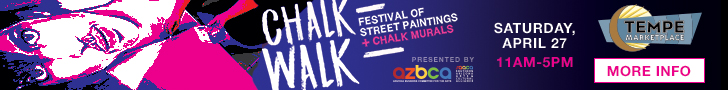 CHALK
WALK
FESTIVAL OF
STREET PAINTINGS
+ CHALK MURALS
PRESENTED BY
azbca
SATURDAY,
APRIL 27
11AM-5PM
TEMPE
MARKETPLACE
MORE INFO